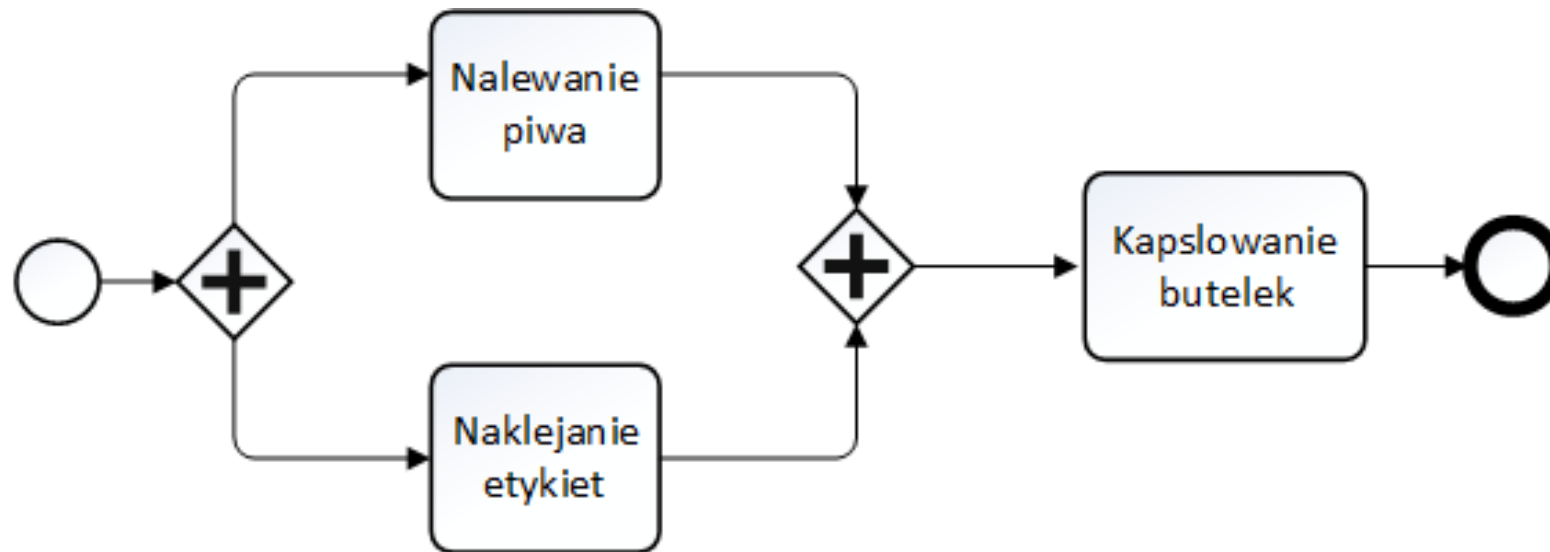 Nalewanie
piwa
Naklejanie
etykiet
Kapslowanie
butelek